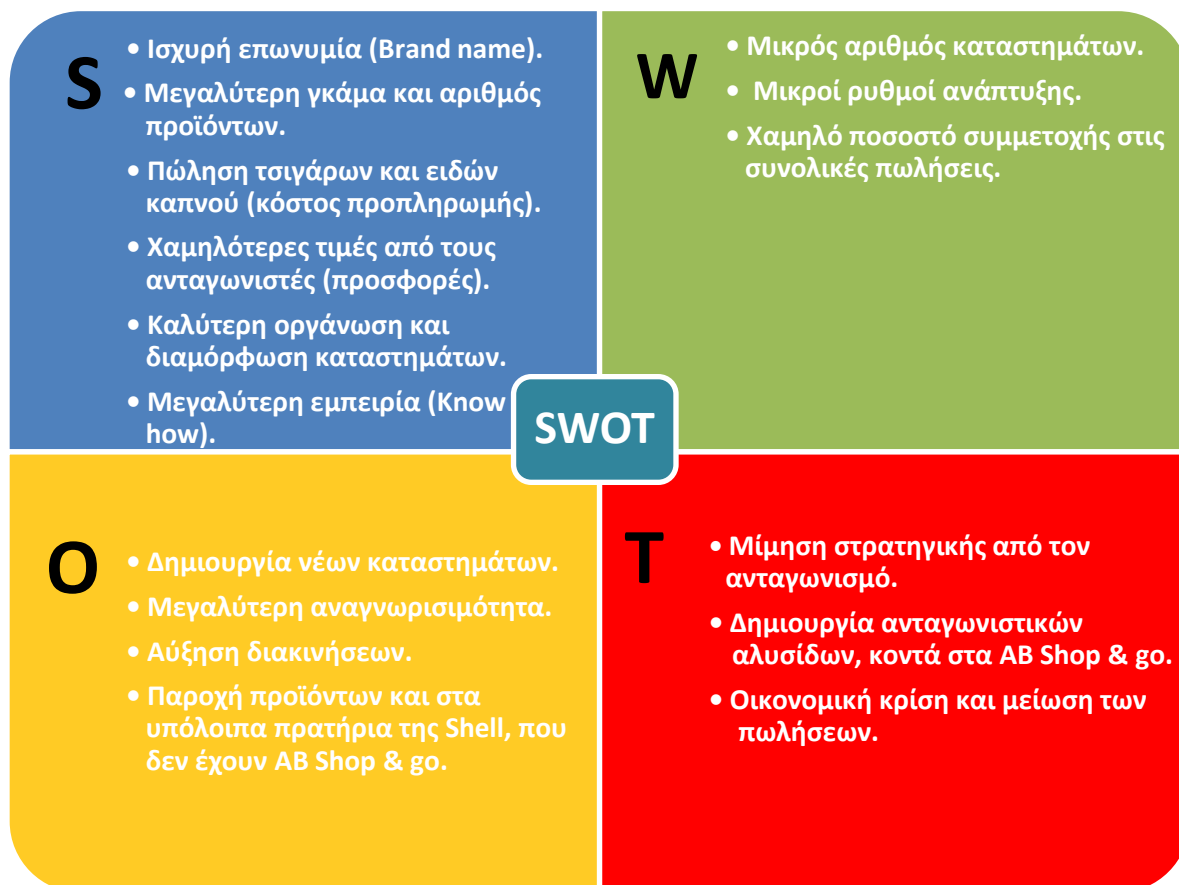 S
• Ισχυρή επωνυμία (Brand name).
• Μεγαλύτερη γκάμα και αριθμός
προϊόντων.
• Πώληση τσιγάρων και ειδών
καπνού (κόστος προπληρωμής).
• Χαμηλότερες τιμές από τους
ανταγωνιστές (προσφορές).
• Καλύτερη οργάνωση και
διαμόρφωση καταστημάτων.
• Μεγαλύτερη εμπειρία (Know
how).
W
• Μικρός αριθμός καταστημάτων.
• Μικροί ρυθμοί ανάπτυξης.
• Χαμηλό ποσοστό συμμετοχής στις
συνολικές πωλήσεις.
SWOT
O
• Δημιουργία νέων καταστημάτων.
• Μεγαλύτερη αναγνωρισιμότητα.
• Αύξηση διακινήσεων.
• Παροχή προϊόντων και στα
υπόλοιπα πρατήρια της Shell, που
δεν έχουν AB Shop & go.
T
• Μίμηση στρατηγικής από τον
ανταγωνισμό.
• Δημιουργία ανταγωνιστικών
αλυσίδων, κοντά στα AB Shop & go.
• Οικονομική κρίση και μείωση των
πωλήσεων.